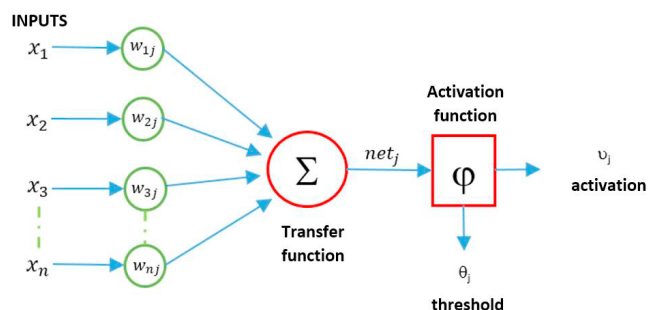 INPUTS
x₁
w₁ⱼ
x₂
w₂ⱼ
x₃
w₃ⱼ
xₙ
wₙⱼ
Σ
Transfer
function
netⱼ
Activation
function
φ
υⱼ
activation
θⱼ
threshold